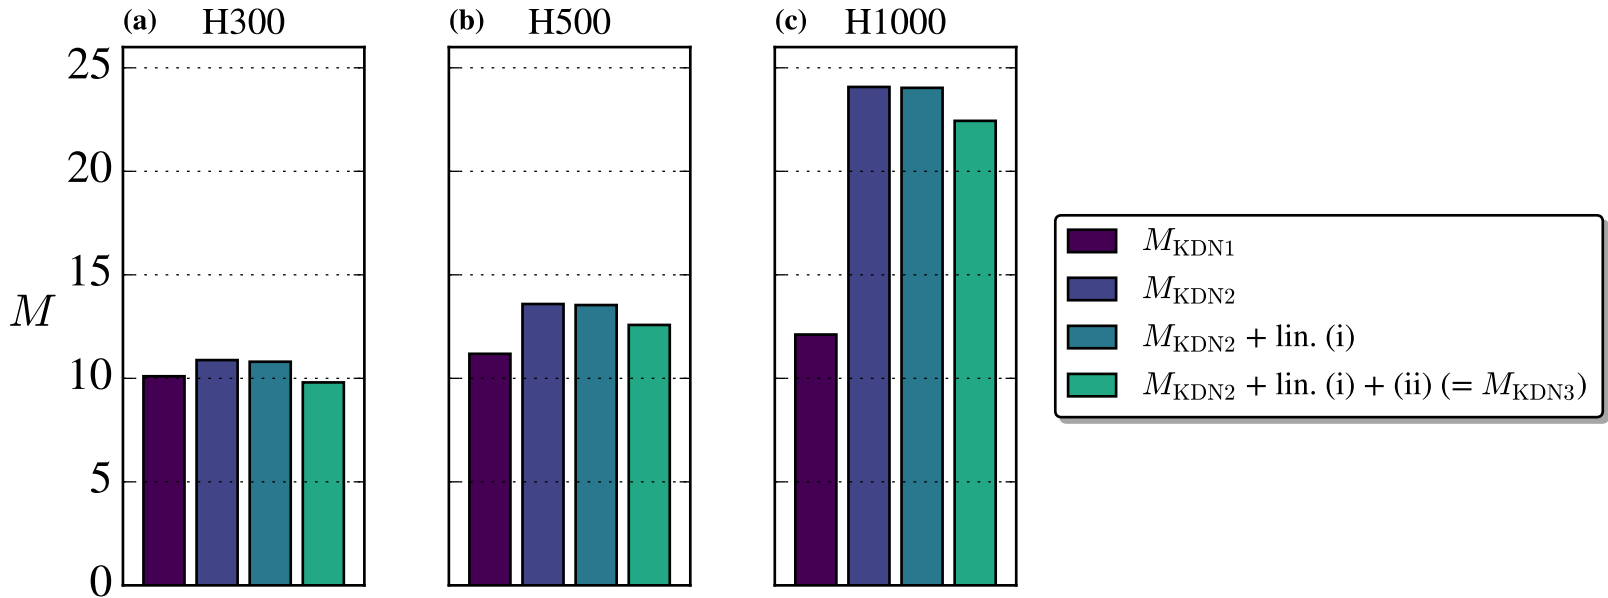 (a) H300
(b) H500
(c) H1000
25
20
15
10
5
0
M
M_KDN1
M_KDN2
M_KDN2 + lin. (i)
M_KDN2 + lin. (i) + (ii) (= M_KDN3)